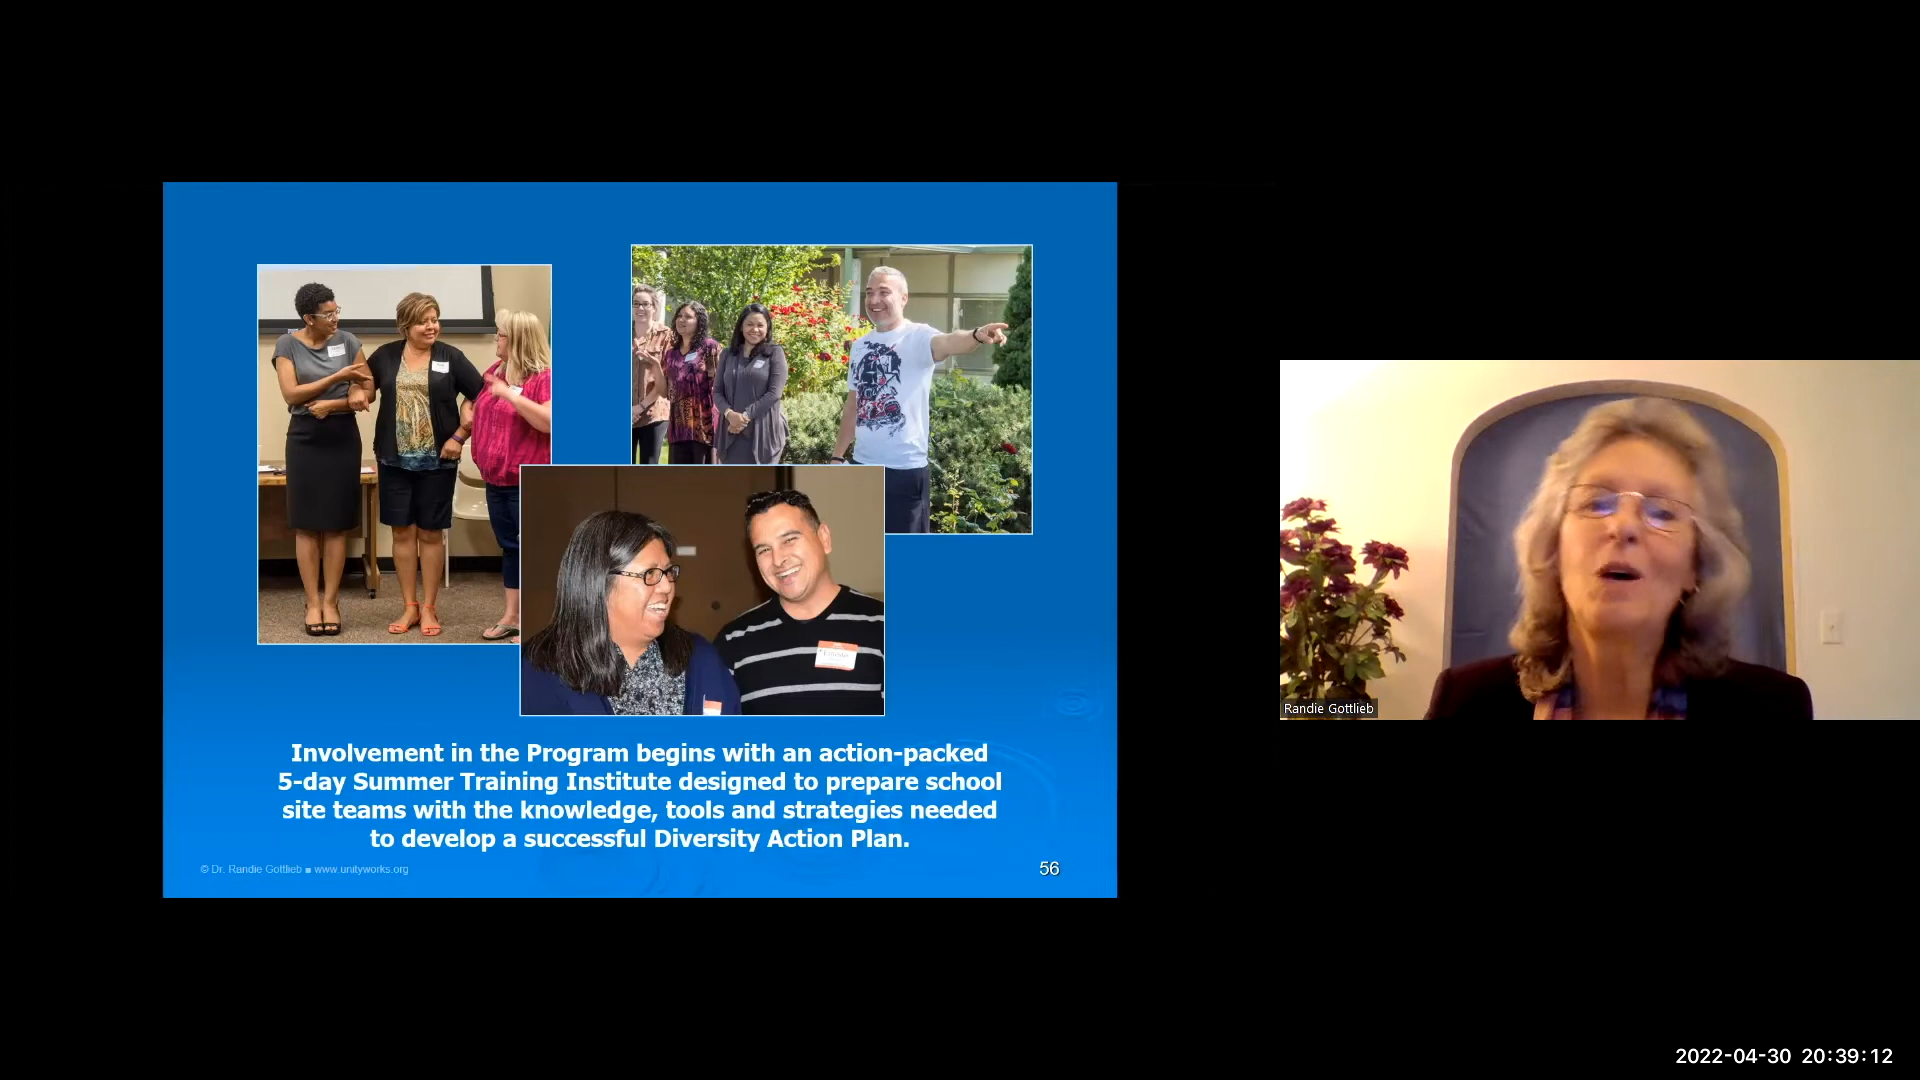 Involvement in the Program begins with an action-packed
5-day Summer Training Institute designed to prepare school
site teams with the knowledge, tools and strategies needed
to develop a successful Diversity Action Plan.
© Dr. Randie Gottlieb ■ www.unityworks.org
56
Randie Gottlieb
2022-04-30 20:39:12